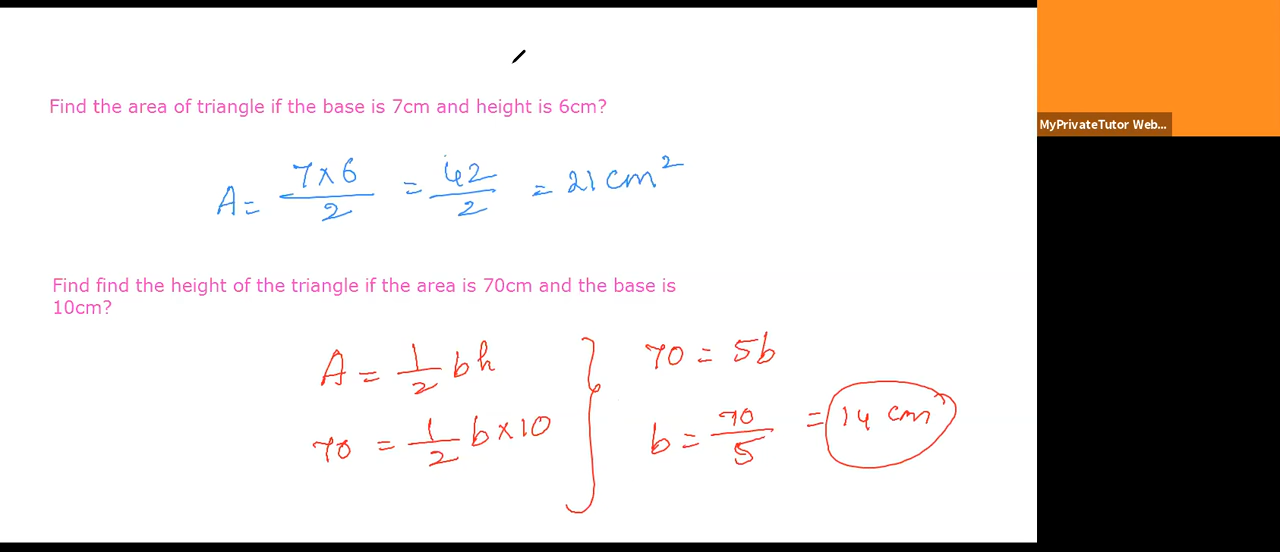 Find the area of triangle if the base is 7cm and height is 6cm?
MyPrivateTutor Web...
A = 7 x 6 / 2 = 42 / 2 = 21 cm²
Find find the height of the triangle if the area is 70cm and the base is
10cm?
A = 1/2 b h
70 = 1/2 b x 10
70 = 5b
b = 70 / 5 = 14 cm